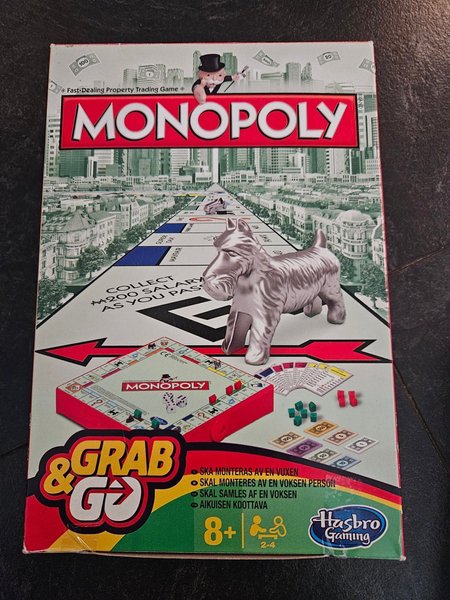 Fast-Dealing Property Trading Game
MONOPOLY
COLLECT
₩200 SALARY
AS YOU PASS
MONOPOLY
GRAB
& GO
SKA MONTERAS AV EN VUXEN
SKAL MONTERES AV EN VOKSEN PERSON
SKAL SAMLES AF EN VOKSEN
AIKUISEN KOOTTAVA
8+
2-4
Hasbro
Gaming